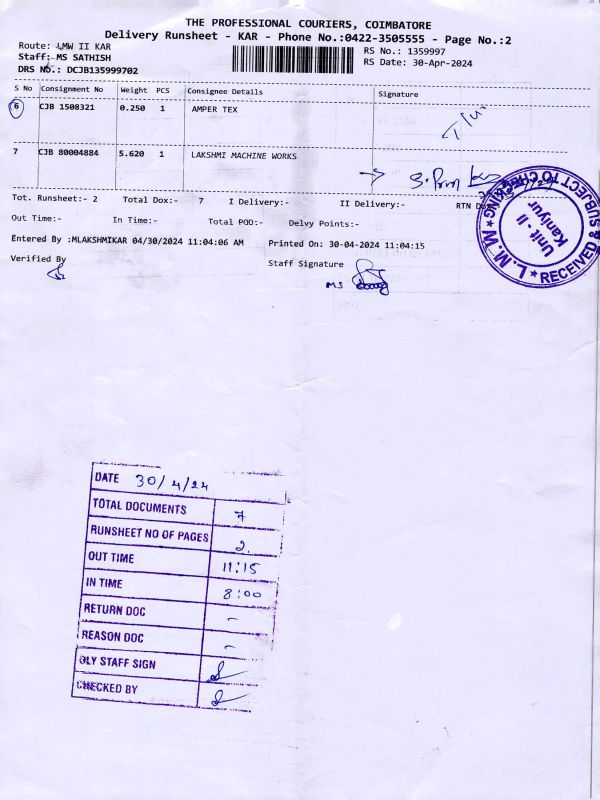 THE PROFESSIONAL COURIERS, COIMBATORE
Delivery Runsheet - KAR - Phone No.:0422-3505555 - Page No.:2
Route: LMW II KAR
Staff:-MS SATHISH
DRS No.: DCJB135999702
RS No.: 1359997
RS Date: 30-Apr-2024
S No Consignment No Weight PCS Consignee Details Signature
6 CJB 1508321 0.250 1 AMPER TEX
7 CJB 80004884 5.620 1 LAKSHMI MACHINE WORKS
Tot. Runsheet:- 2 Total Dox:- 7 I Delivery:- II Delivery:- RTN
Out Time:- In Time:- Total POD:- Delvy Points:-
Entered By :MLAKSHMIKAR 04/30/2024 11:04:06 AM Printed On: 30-04-2024 11:04:15
Verified By
Staff Signature
MS
L.M.W. ★ RECEIVED & SUBJECT TO CHECKING ★
Unit - II
Kaniyur
DATE 30/4/24
TOTAL DOCUMENTS 7
RUNSHEET NO OF PAGES 2
OUT TIME 11:15
IN TIME 8:00
RETURN DOC -
REASON DOC -
DLY STAFF SIGN
CHECKED BY